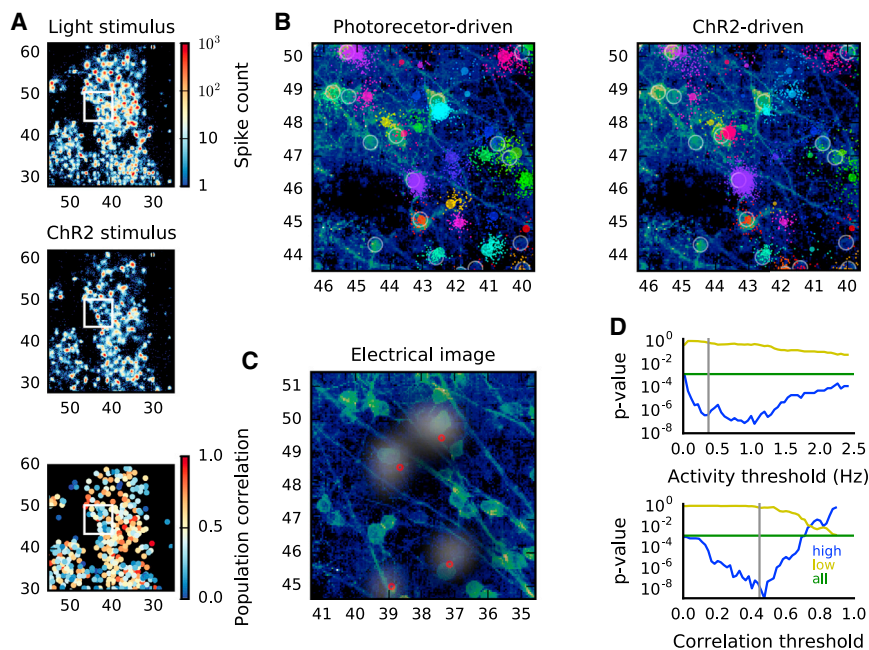 A
Light stimulus
60
50
40
30
50 40 30
10^3
10^2
10
1
Spike count
ChR2 stimulus
60
50
40
30
50 40 30
60
50
40
30
50 40 30
1.0
0.5
0.0
Population correlation
B
Photorecetor-driven
50
49
48
47
46
45
44
46 45 44 43 42 41 40
ChR2-driven
46 45 44 43 42 41 40
C
Electrical image
51
50
49
48
47
46
45
41 40 39 38 37 36 35
D
10^0
10^-2
10^-4
10^-6
10^-8
p-value
0.0 0.5 1.0 1.5 2.0 2.5
Activity threshold (Hz)
10^0
10^-2
10^-4
10^-6
10^-8
p-value
high
low
all
0.0 0.2 0.4 0.6 0.8 1.0
Correlation threshold